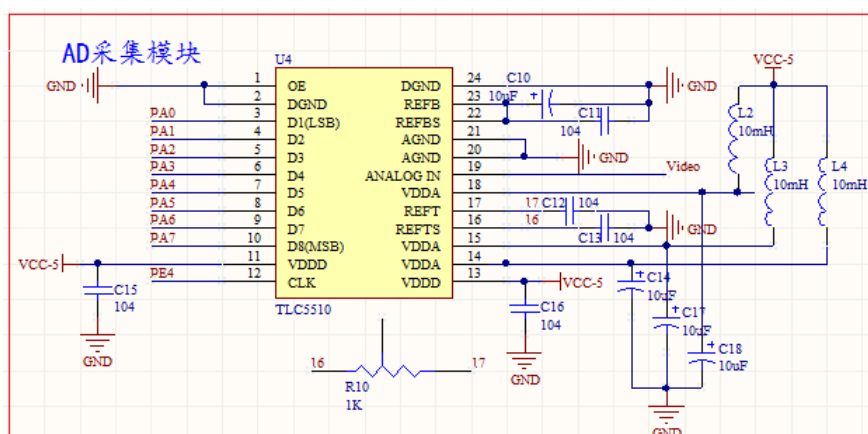 AD采集模块
U4
TLC5510
GND
1 OE
2 DGND
PA0 3 D1(LSB)
PA1 4 D2
PA2 5 D3
PA3 6 D4
PA4 7 D5
PA5 8 D6
PA6 9 D7
PA7 10 D8(MSB)
VCC-5 11 VDDD
PE4 12 CLK
C15
104
GND
DGND 24
REFB 23
REFBS 22
AGND 21
AGND 20
ANALOG IN 19 Video
VDDA 18
REFT 17 l7
REFTS 16 l6
VDDA 15
VDDA 14
VDDD 13 VCC-5
C10
10uF
C11
104
GND
GND
C12 104
C13 104
GND
VCC-5
L2
10mH
L3
10mH
L4
10mH
C16
104
GND
C14
10uF
C17
10uF
C18
10uF
GND
l6 l7
R10
1K